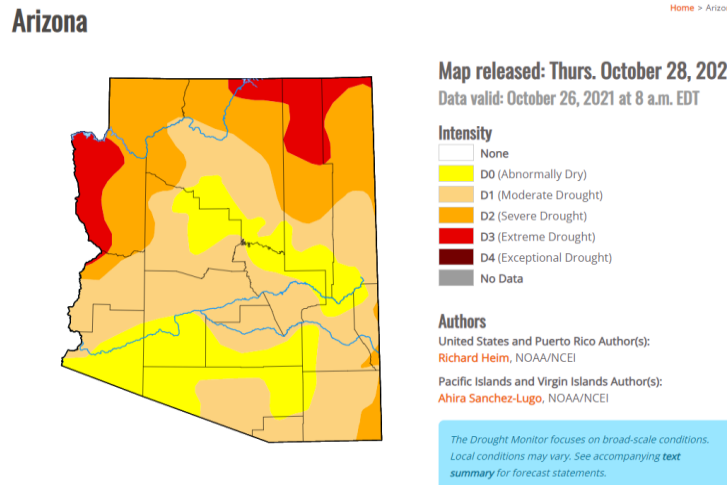 Home > Arizo
Arizona
Map released: Thurs. October 28, 202
Data valid: October 26, 2021 at 8 a.m. EDT
Intensity
None
D0 (Abnormally Dry)
D1 (Moderate Drought)
D2 (Severe Drought)
D3 (Extreme Drought)
D4 (Exceptional Drought)
No Data
Authors
United States and Puerto Rico Author(s):
Richard Heim, NOAA/NCEI
Pacific Islands and Virgin Islands Author(s):
Ahira Sanchez-Lugo, NOAA/NCEI
The Drought Monitor focuses on broad-scale conditions.
Local conditions may vary. See accompanying text
summary for forecast statements.